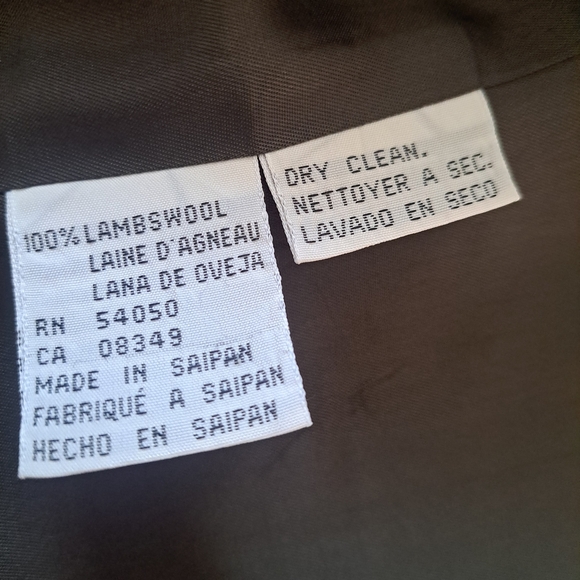 100% LAMBSWOOL
LAINE D'AGNEAU
LANA DE OVEJA
RN 54050
CA 08349
MADE IN SAIPAN
FABRIQUÉ A SAIPAN
HECHO EN SAIPAN
DRY CLEAN.
NETTOYER A SEC.
LAVADO EN SECO